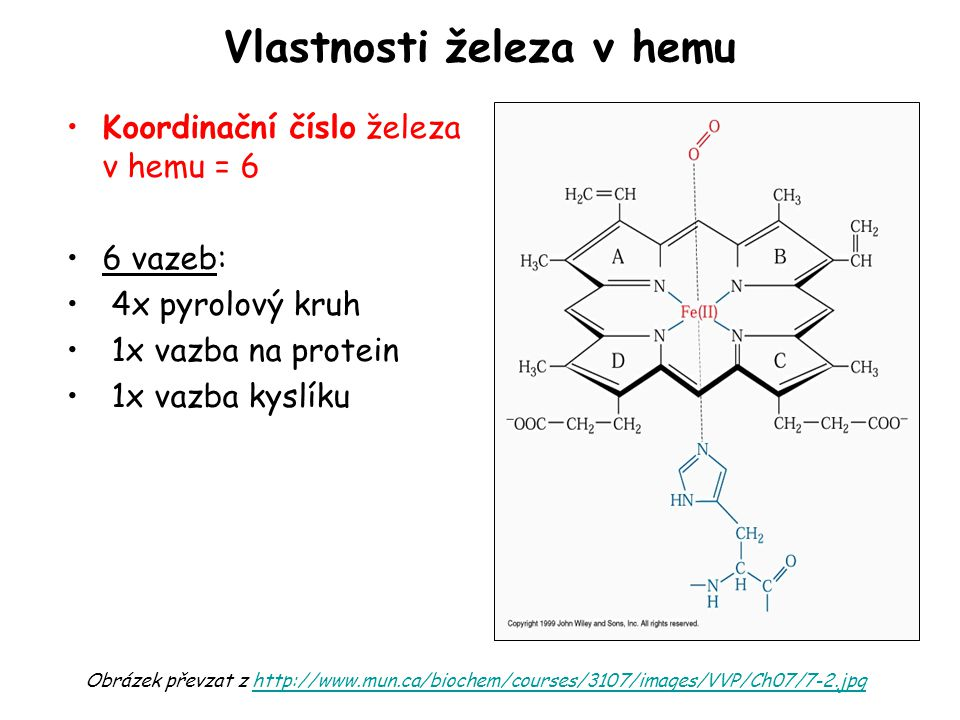 Vlastnosti železa v hemu
• Koordinační číslo železa
v hemu = 6
• 6 vazeb:
• 4x pyrolový kruh
• 1x vazba na protein
• 1x vazba kyslíku
O
O
H₂C=CH
CH₃
CH₂
A
B
H₃C
CH
N
N
Fe(II)
N
N
H₃C
D
C
CH₃
⁻OOC–CH₂–CH₂
CH₂–CH₂–COO⁻
N
HN
CH₂
C
H
O
N
H
C
Copyright 1999 John Wiley and Sons, Inc. All rights reserved.
Obrázek převzat z http://www.mun.ca/biochem/courses/3107/images/VVP/Ch07/7-2.jpg